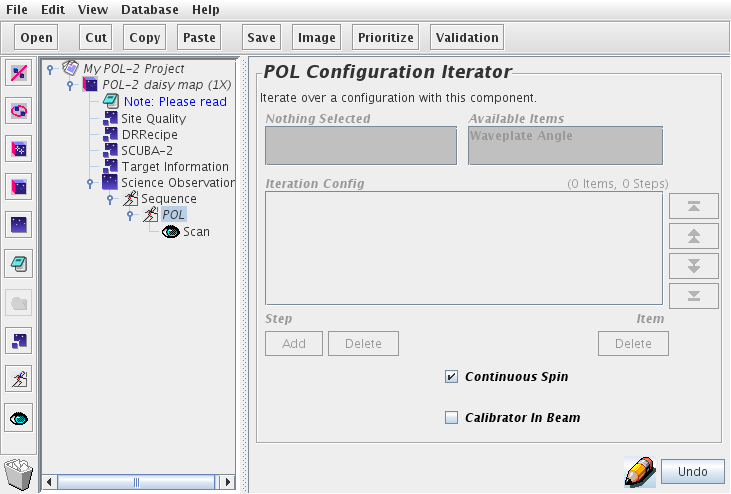 File Edit View Database Help
Open Cut Copy Paste Save Image Prioritize Validation
My POL-2 Project
POL-2 daisy map (1X)
Note: Please read
Site Quality
DRRecipe
SCUBA-2
Target Information
Science Observation
Sequence
POL
Scan
POL Configuration Iterator
Iterate over a configuration with this component.
Nothing Selected Available Items
Waveplate Angle
Iteration Config (0 Items, 0 Steps)
Step Item
Add Delete Delete
Continuous Spin
Calibrator In Beam
Undo